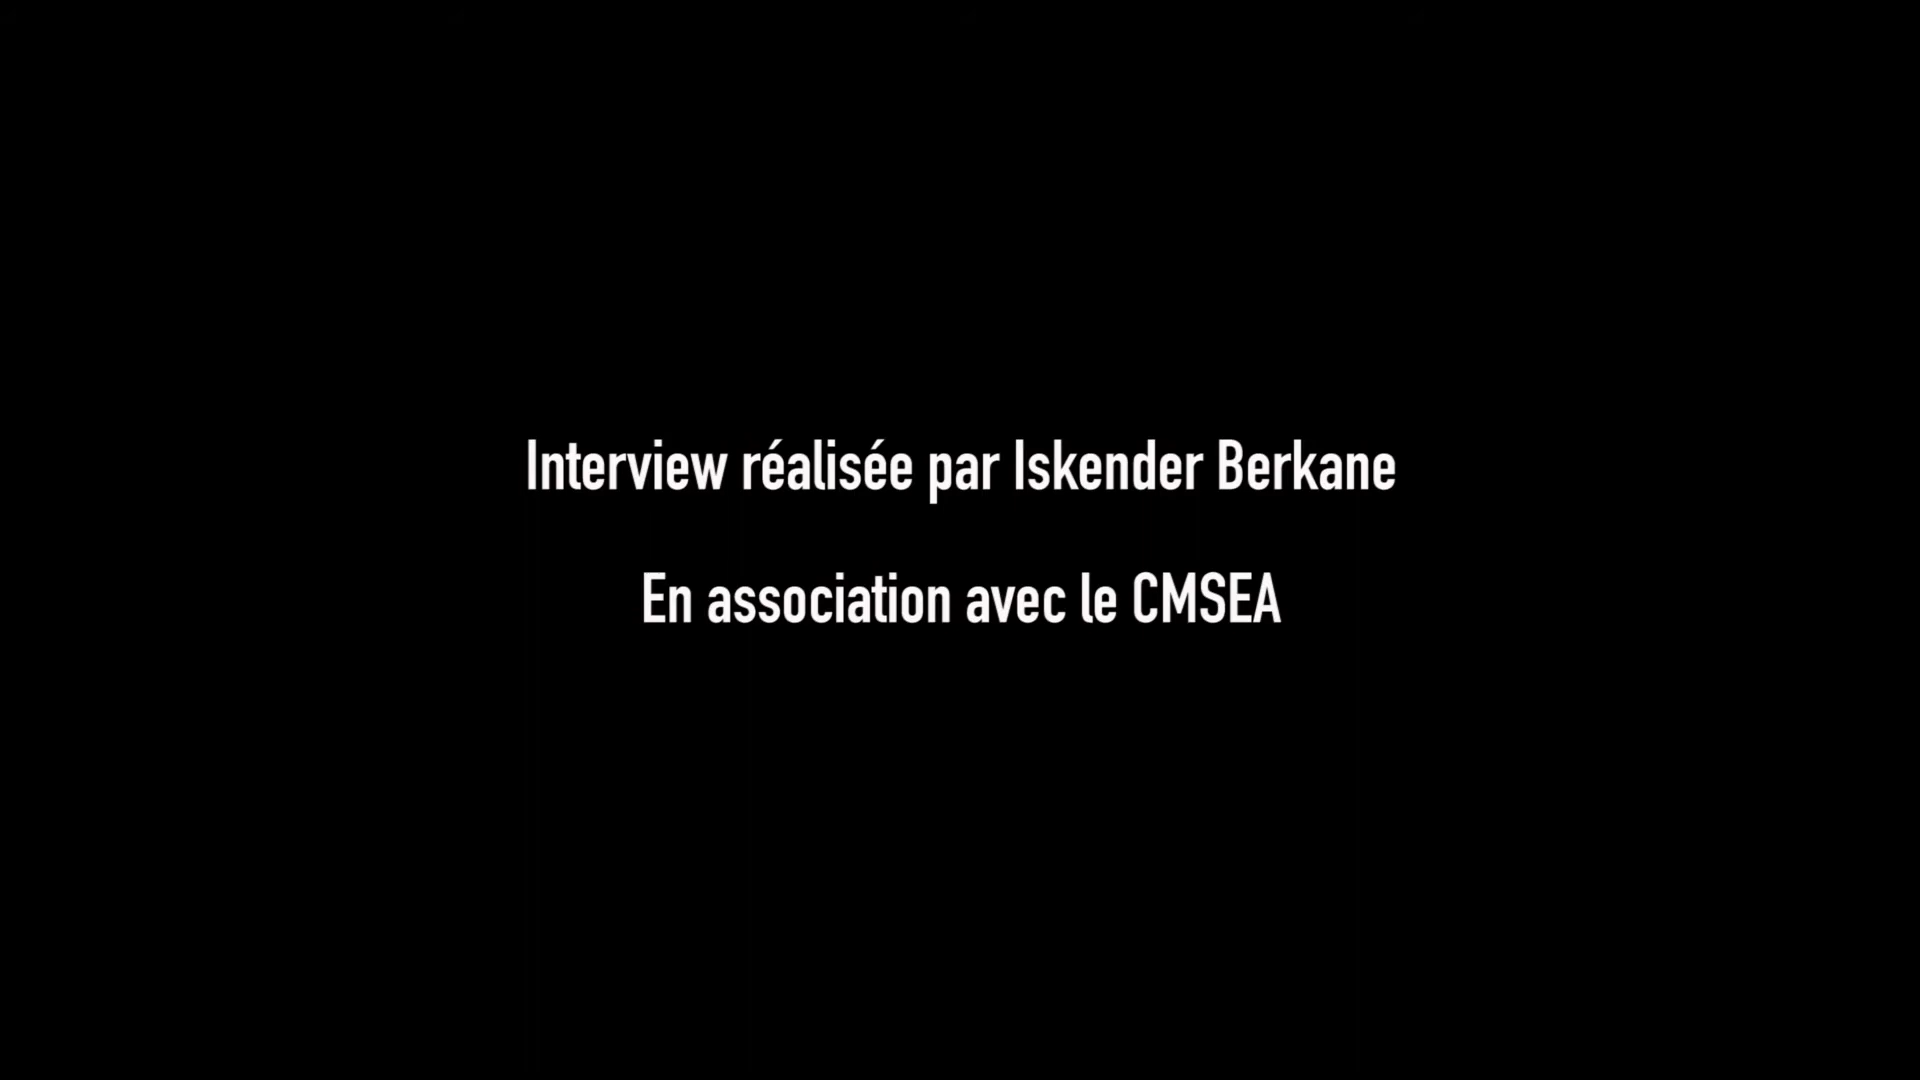 Interview réalisée par Iskender Berkane
En association avec le CMSEA